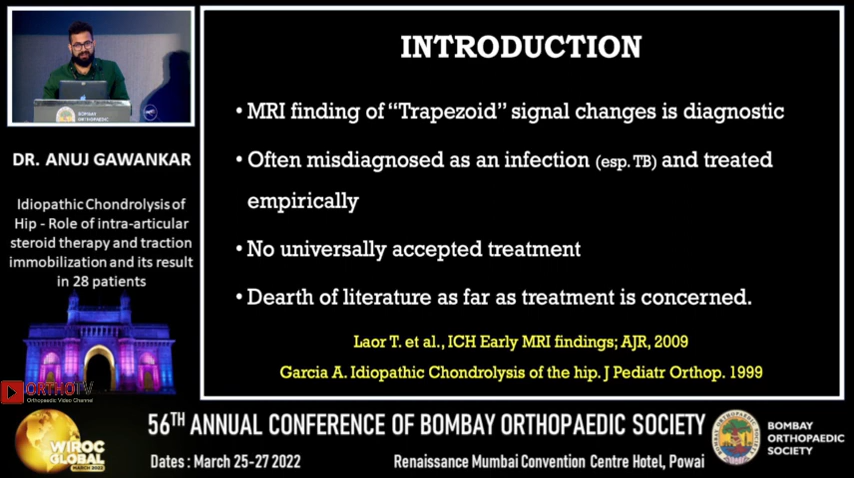 DR. ANUJ GAWANKAR
Idiopathic Chondrolysis of
Hip - Role of intra-articular
steroid therapy and traction
immobilization and its result
in 28 patients
ORTHOTV
Orthopaedic Video Channel
INTRODUCTION
• MRI finding of “Trapezoid” signal changes is diagnostic
• Often misdiagnosed as an infection (esp. TB) and treated
empirically
• No universally accepted treatment
• Dearth of literature as far as treatment is concerned.
Laor T. et al., ICH Early MRI findings; AJR, 2009
Garcia A. Idiopathic Chondrolysis of the hip. J Pediatr Orthop. 1999
WIROC
GLOBAL
MARCH 2022
56TH ANNUAL CONFERENCE OF BOMBAY ORTHOPAEDIC SOCIETY
Dates : March 25-27 2022
Renaissance Mumbai Convention Centre Hotel, Powai
BOMBAY
ORTHOPAEDIC
SOCIETY